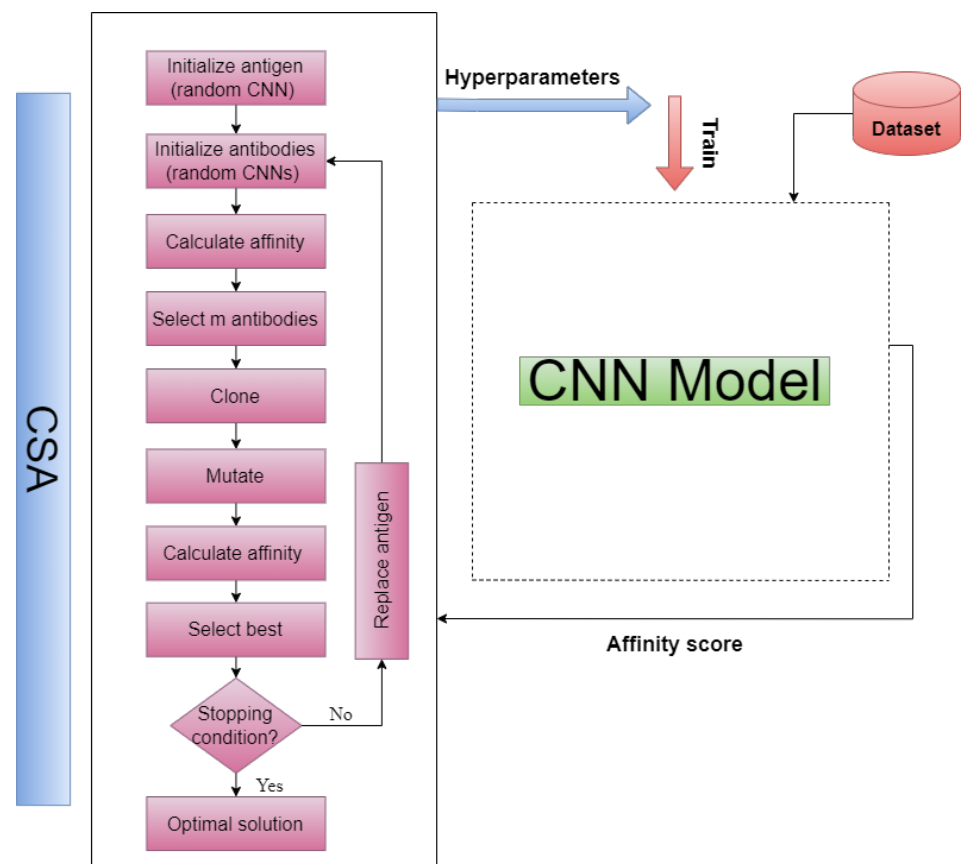 CSA
Initialize antigen
(random CNN)
Initialize antibodies
(random CNNs)
Calculate affinity
Select m antibodies
Clone
Mutate
Calculate affinity
Select best
Stopping
condition?
No
Yes
Replace antigen
Optimal solution
Hyperparameters
Train
Dataset
CNN Model
Affinity score